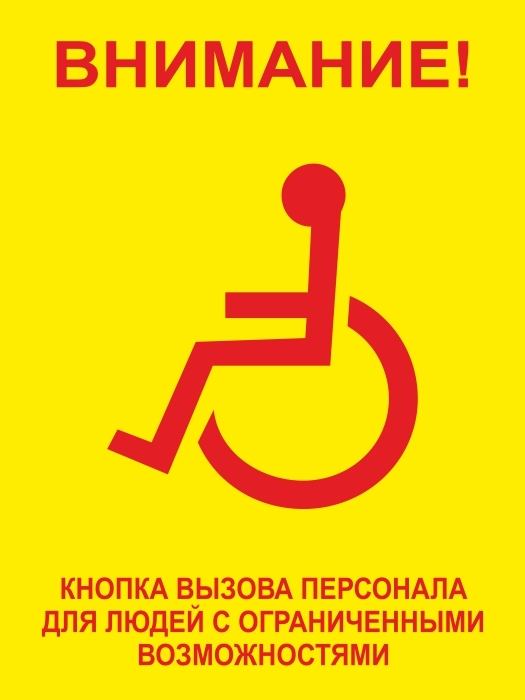 ВНИМАНИЕ!
КНОПКА ВЫЗОВА ПЕРСОНАЛА
ДЛЯ ЛЮДЕЙ С ОГРАНИЧЕННЫМИ
ВОЗМОЖНОСТЯМИ